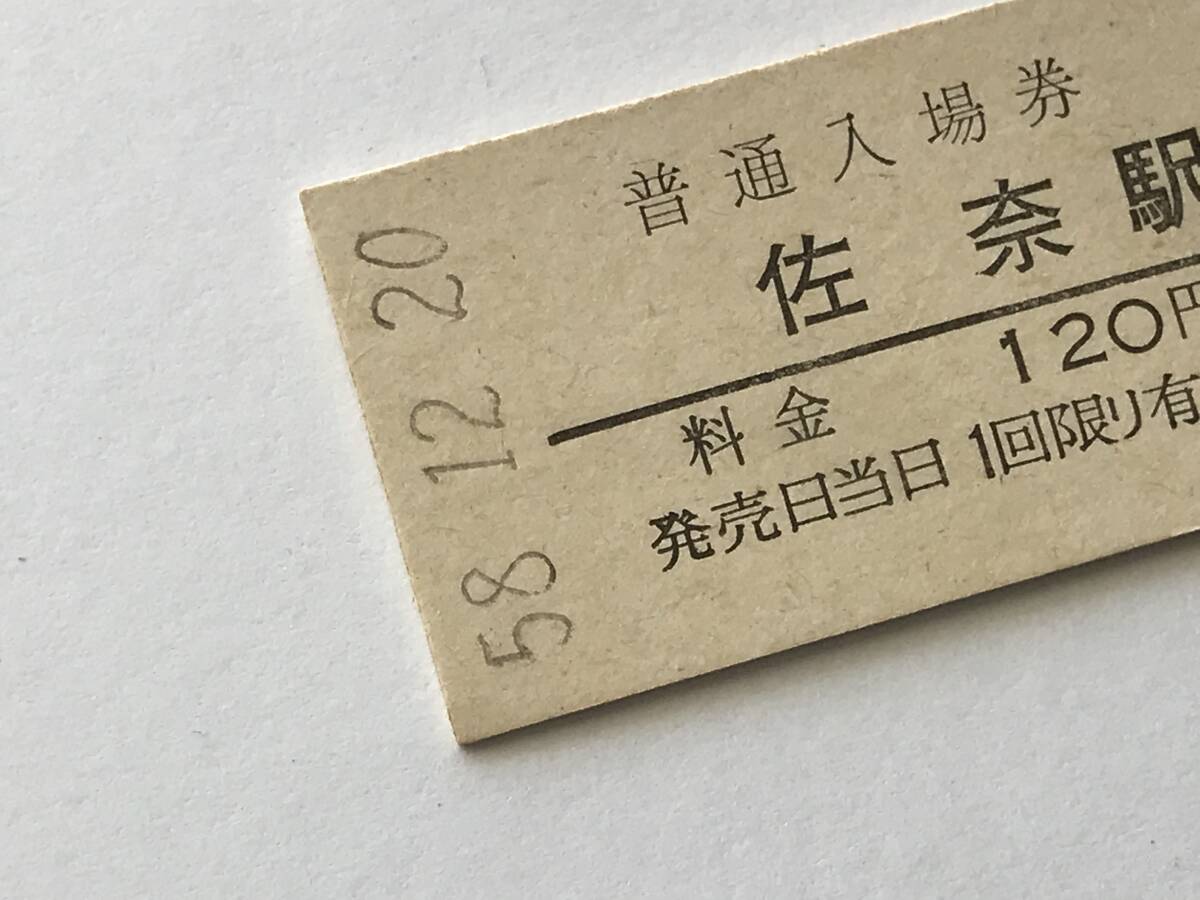 58 12 20
普通入場券
佐奈駅
120円
料金
発売日当日1回限り有